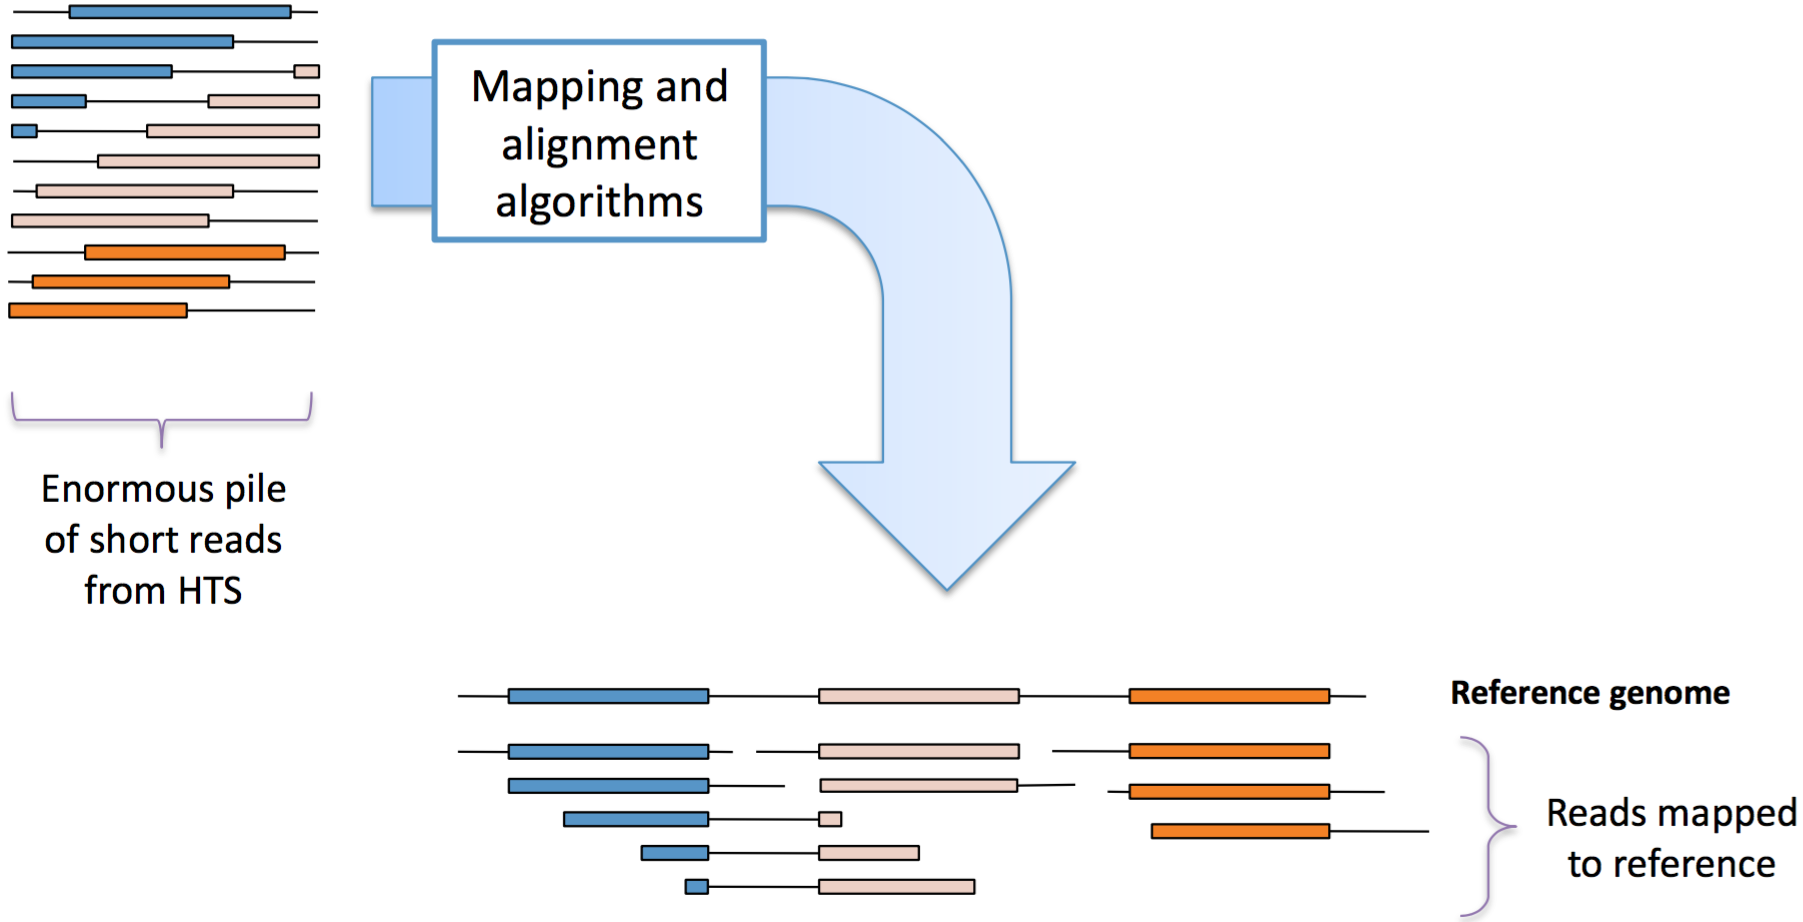 Mapping and
alignment
algorithms
Enormous pile
of short reads
from HTS
Reference genome
Reads mapped
to reference